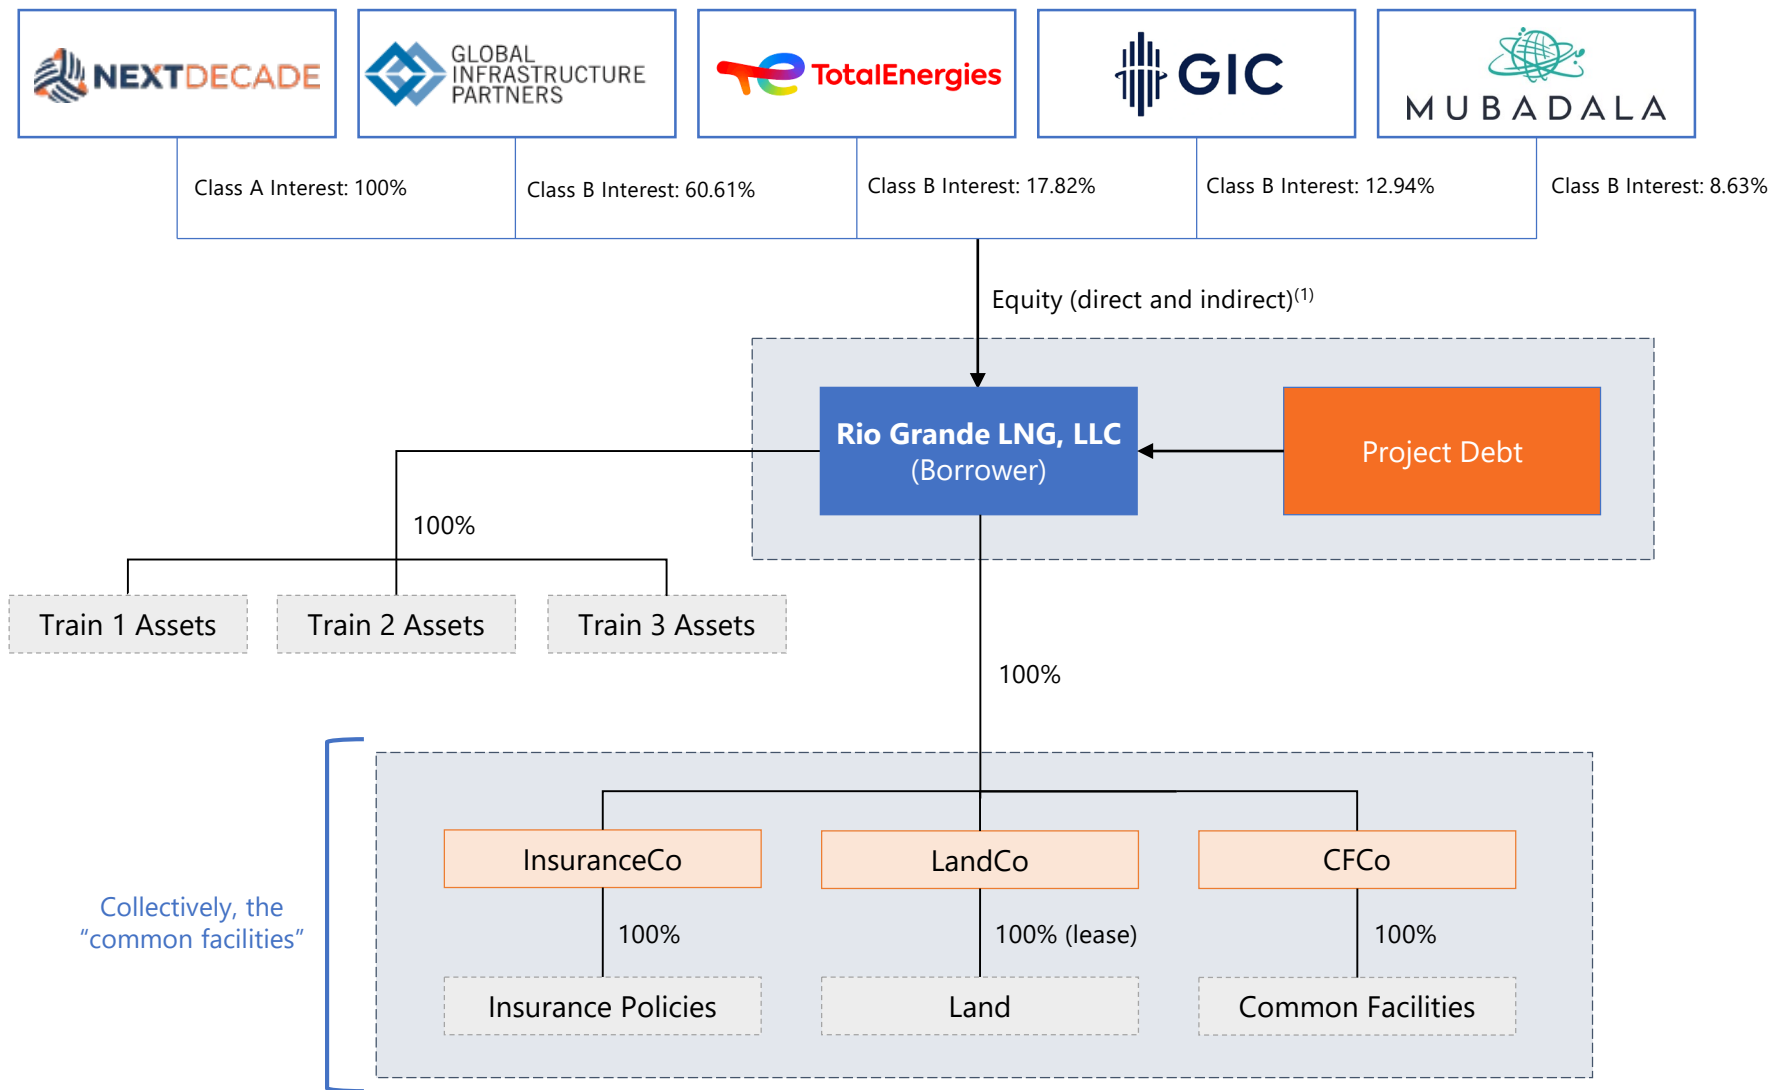 NEXTDECADE
GLOBAL
INFRASTRUCTURE
PARTNERS
TotalEnergies
GIC
MUBADALA
Class A Interest: 100%
Class B Interest: 60.61%
Class B Interest: 17.82%
Class B Interest: 12.94%
Class B Interest: 8.63%
Equity (direct and indirect)(1)
Rio Grande LNG, LLC
(Borrower)
Project Debt
100%
Train 1 Assets
Train 2 Assets
Train 3 Assets
100%
InsuranceCo
LandCo
CFCo
Collectively, the
“common facilities”
100%
100% (lease)
100%
Insurance Policies
Land
Common Facilities